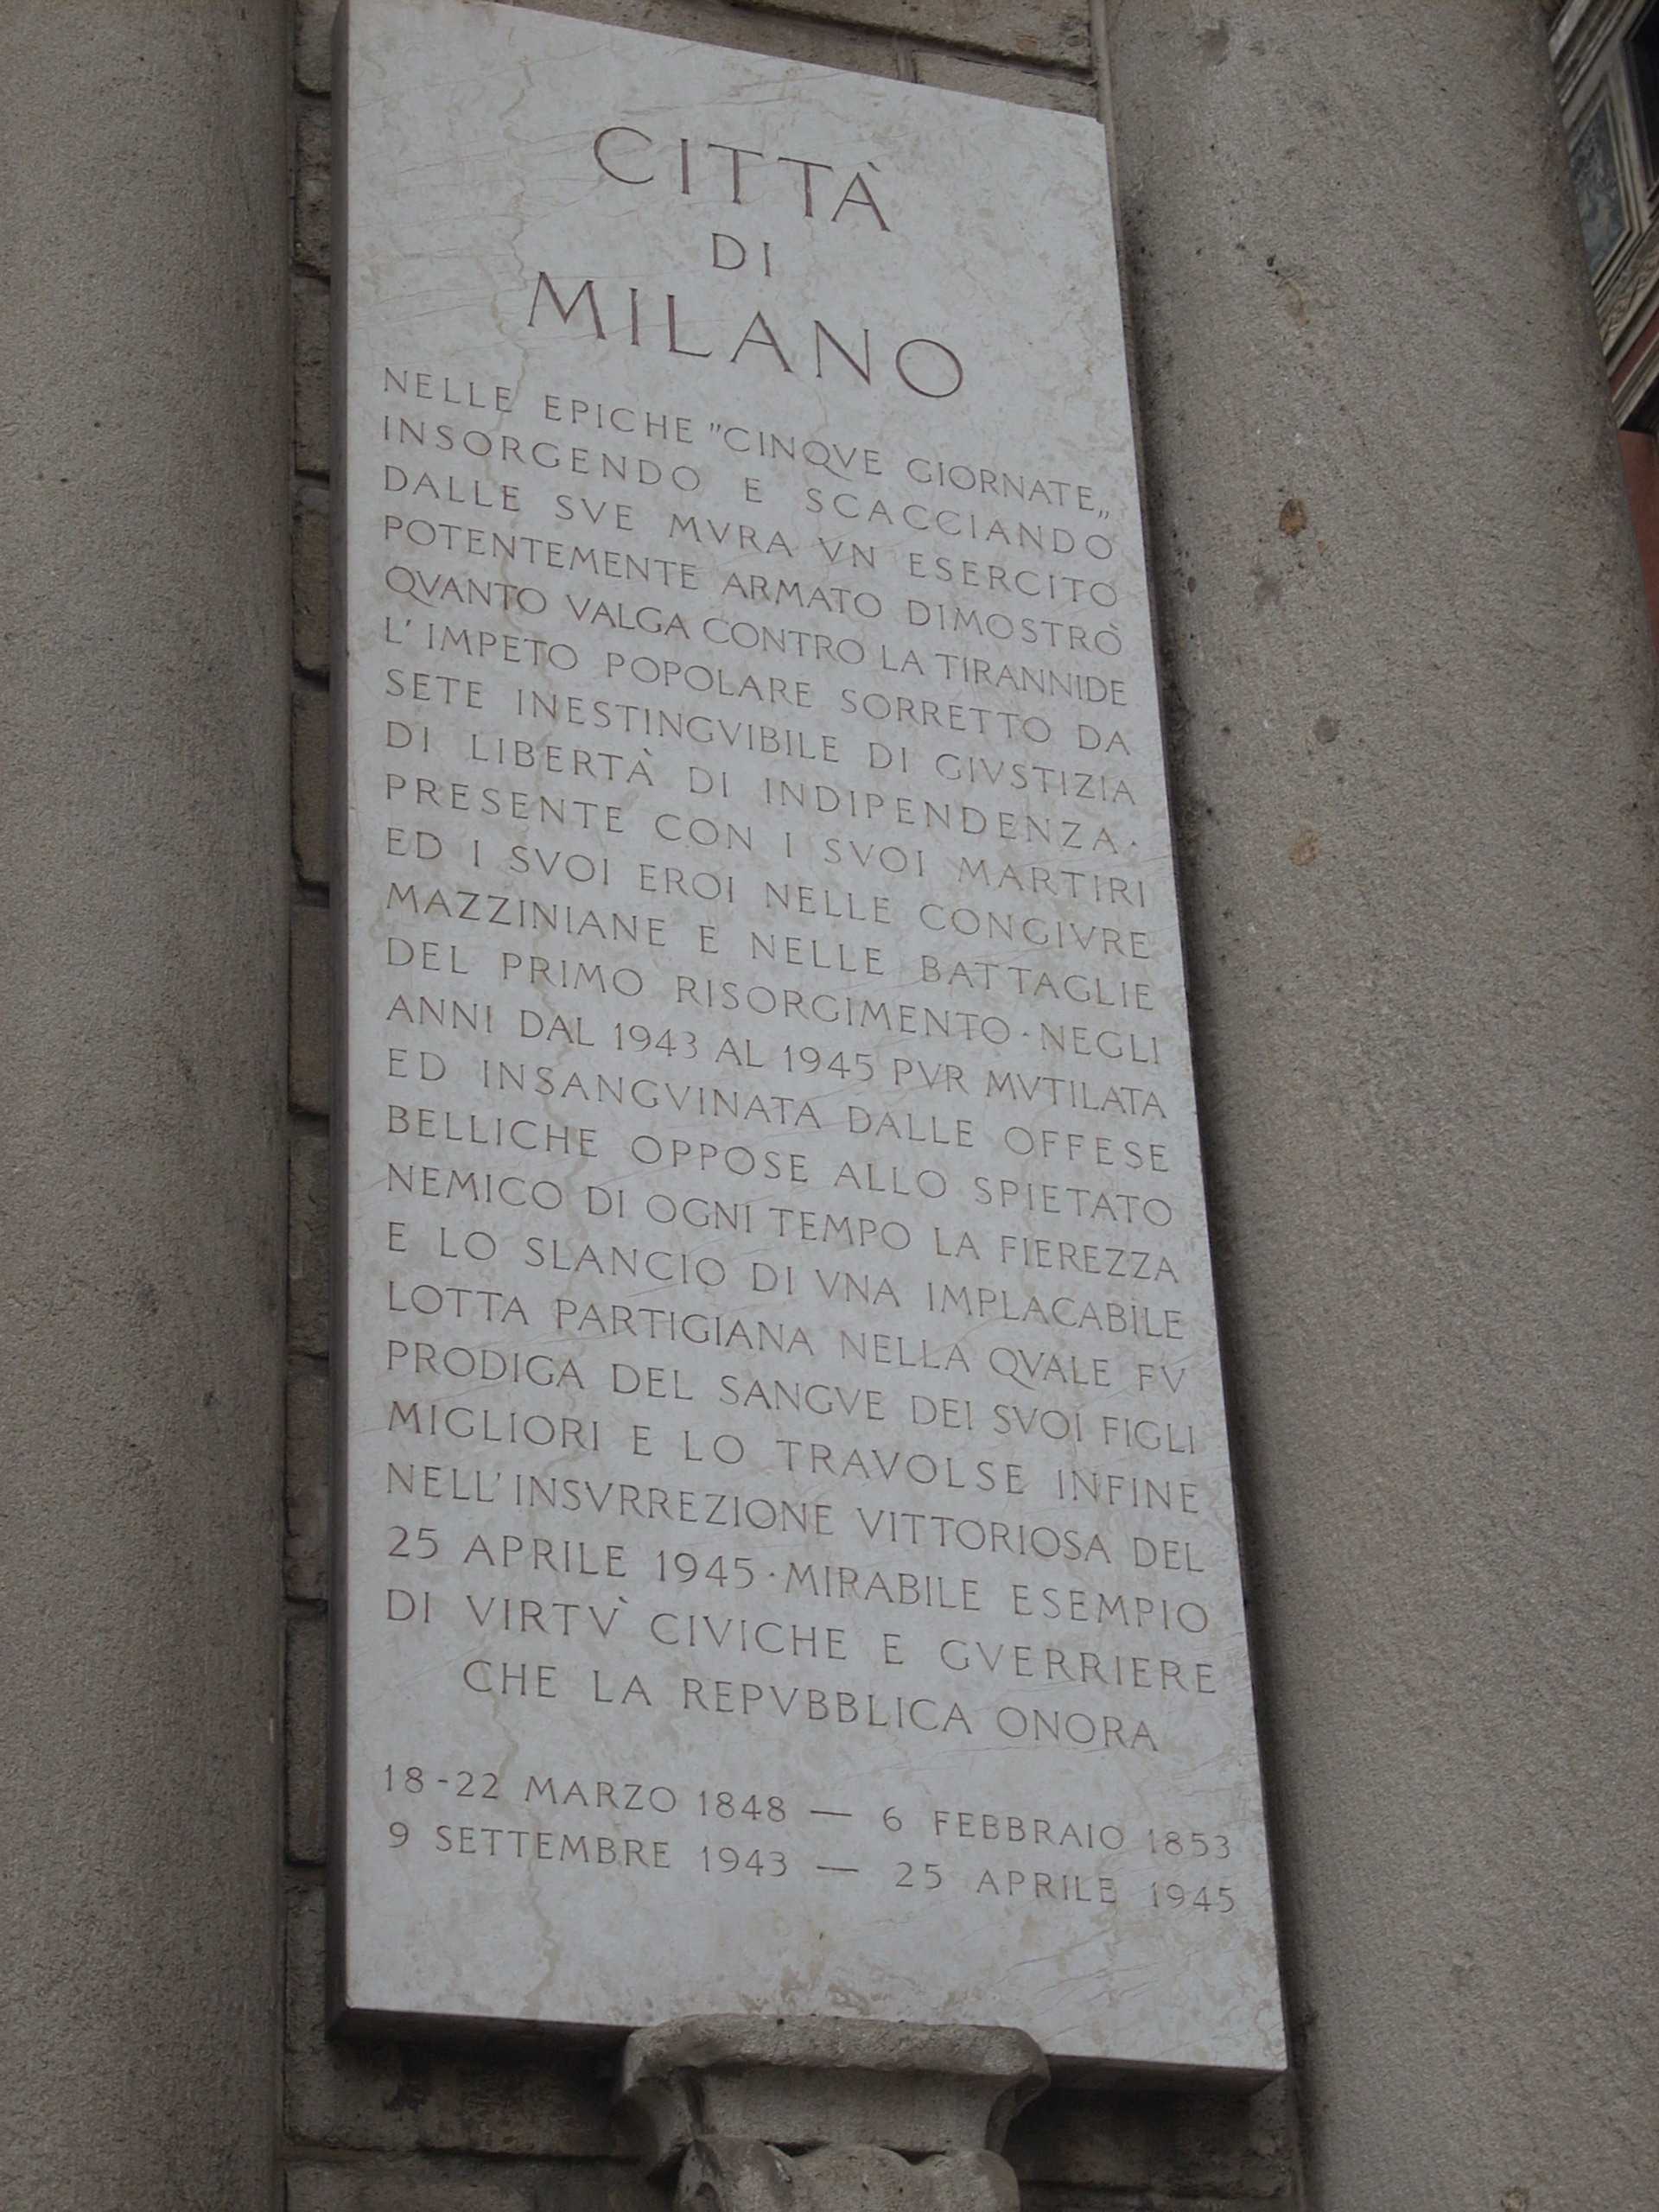 CITTÀ
DI
MILANO
NELLE EPICHE "CINQVE GIORNATE„
INSORGENDO E SCACCIANDO
DALLE SVE MVRA VN ESERCITO
POTENTEMENTE ARMATO DIMOSTRÒ
QVANTO VALGA CONTRO LA TIRANNIDE
L'IMPETO POPOLARE SORRETTO DA
SETE INESTINGVIBILE DI GIVSTIZIA
DI LIBERTÀ DI INDIPENDENZA·
PRESENTE CON I SVOI MARTIRI
ED I SVOI EROI NELLE CONGIVRE
MAZZINIANE E NELLE BATTAGLIE
DEL PRIMO RISORGIMENTO·NEGLI
ANNI DAL 1943 AL 1945 PVR MVTILATA
ED INSANGVINATA DALLE OFFESE
BELLICHE OPPOSE ALLO SPIETATO
NEMICO DI OGNI TEMPO LA FIEREZZA
E LO SLANCIO DI VNA IMPLACABILE
LOTTA PARTIGIANA NELLA QVALE FV
PRODIGA DEL SANGVE DEI SVOI FIGLI
MIGLIORI E LO TRAVOLSE INFINE
NELL'INSVRREZIONE VITTORIOSA DEL
25 APRILE 1945·MIRABILE ESEMPIO
DI VIRTV̀ CIVICHE E GVERRIERE
CHE LA REPVBBLICA ONORA
18-22 MARZO 1848 — 6 FEBBRAIO 1853
9 SETTEMBRE 1943 — 25 APRILE 1945